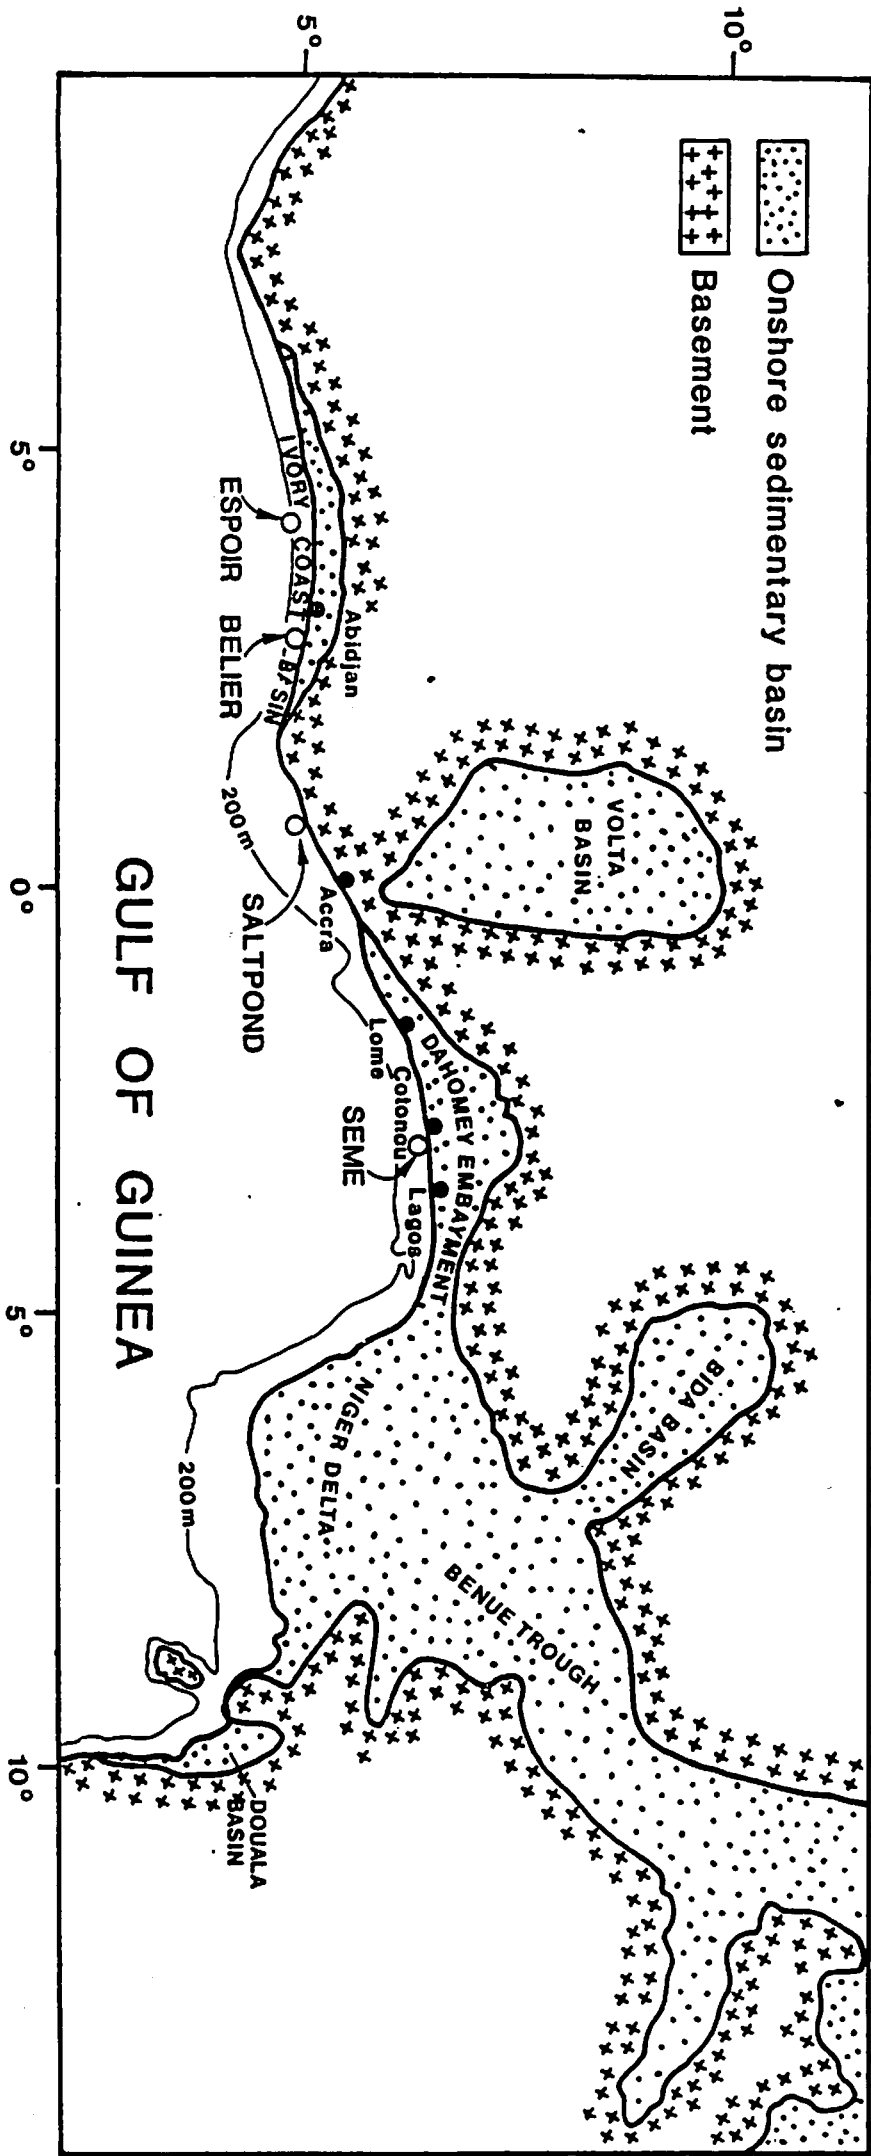 10°
5°
Onshore sedimentary basin
Basement
VOLTA
BASIN
BIDA BASIN
BENUE TROUGH
DAHOMEY EMBAYMENT
NIGER DELTA
DOUALA
BASIN
IVORY COAST BASIN
Abidjan
Accra
Lome
Cotonou
Lagos
ESPOIR
BELIER
SALTPOND
SEME
200m
200m
GULF OF GUINEA
5°
0°
5°
10°